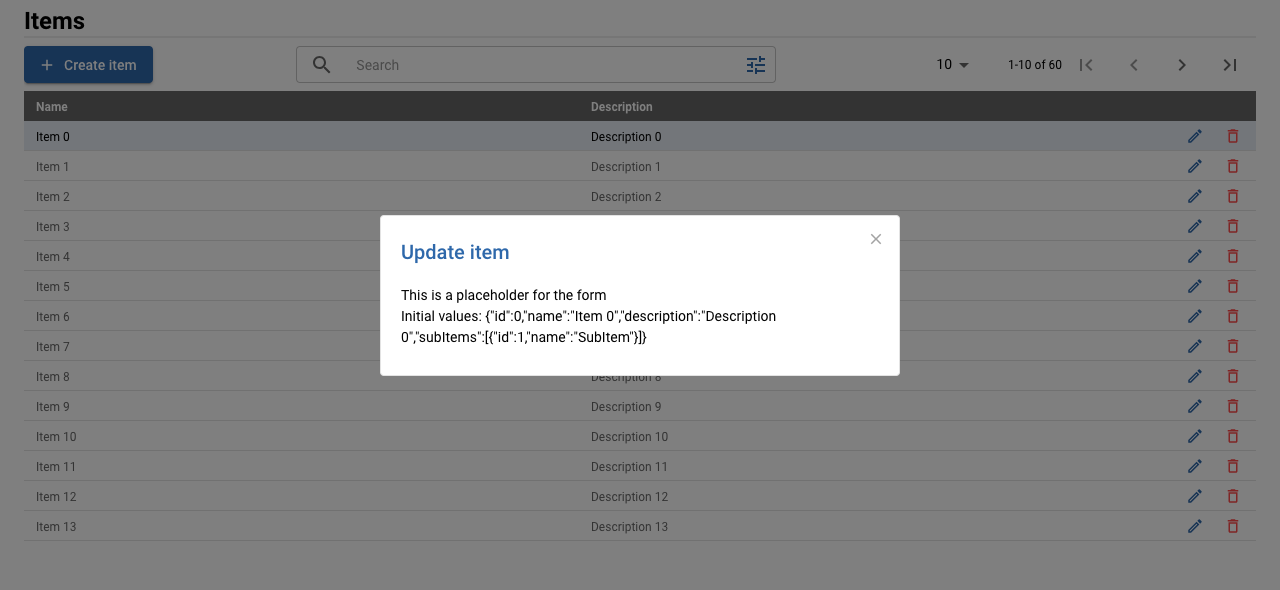 Items
Create item
Search
10
1-10 of 60
Name Description
Item 0 Description 0
Item 1 Description 1
Item 2 Description 2
Item 3
Item 4
Item 5
Item 6
Item 7
Item 8 Description 8
Item 9 Description 9
Item 10 Description 10
Item 11 Description 11
Item 12 Description 12
Item 13 Description 13
Update item
This is a placeholder for the form
Initial values: {"id":0,"name":"Item 0","description":"Description
0","subItems":[{"id":1,"name":"SubItem"}]}